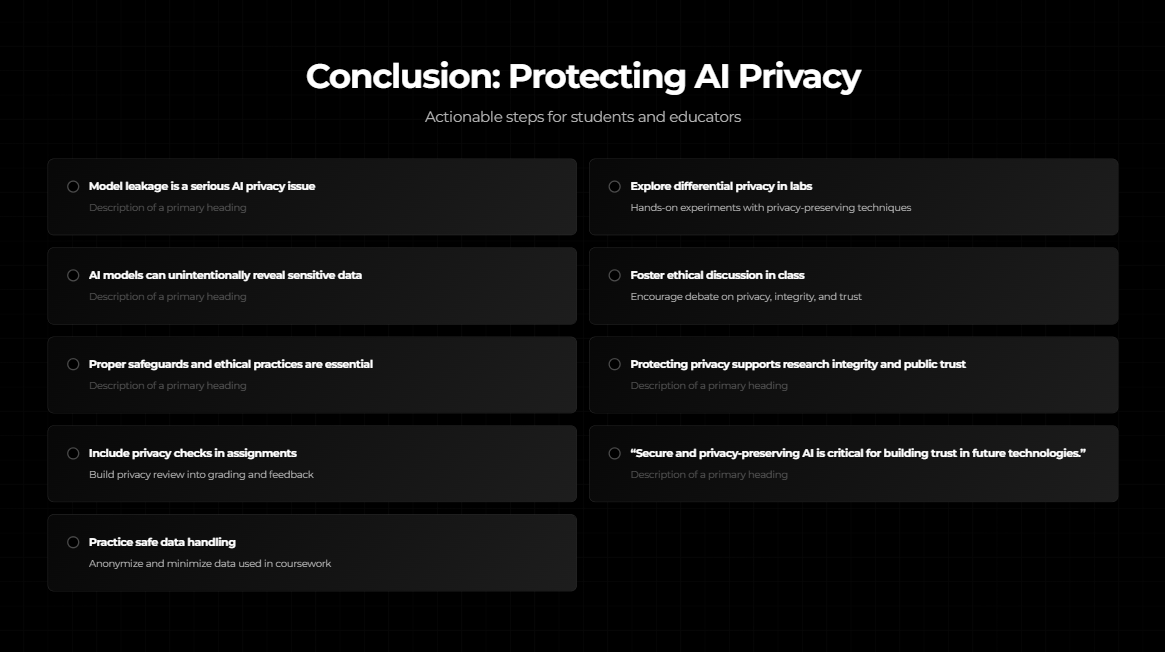 Conclusion: Protecting AI Privacy
Actionable steps for students and educators
Model leakage is a serious AI privacy issue
Description of a primary heading
AI models can unintentionally reveal sensitive data
Description of a primary heading
Proper safeguards and ethical practices are essential
Description of a primary heading
Include privacy checks in assignments
Build privacy review into grading and feedback
Practice safe data handling
Anonymize and minimize data used in coursework
Explore differential privacy in labs
Hands-on experiments with privacy-preserving techniques
Foster ethical discussion in class
Encourage debate on privacy, integrity, and trust
Protecting privacy supports research integrity and public trust
Description of a primary heading
“Secure and privacy-preserving AI is critical for building trust in future technologies.”
Description of a primary heading